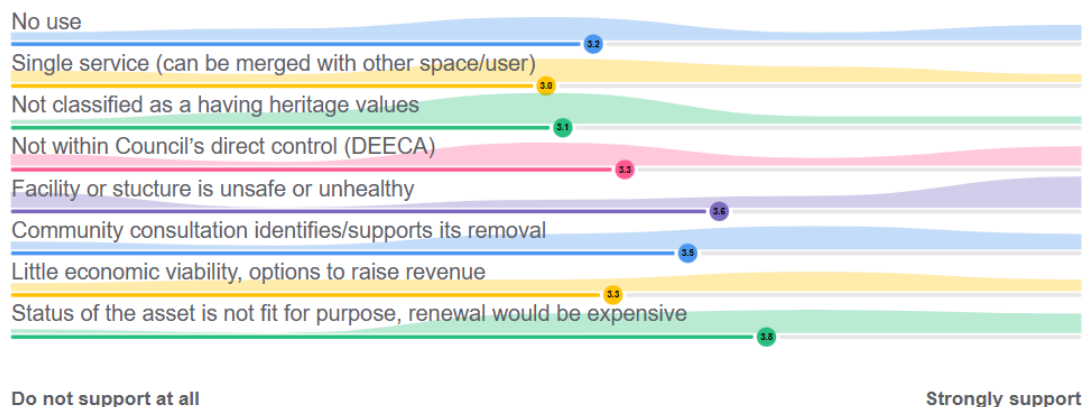 No use
3.2
Single service (can be merged with other space/user)
3.0
Not classified as a having heritage values
3.1
Not within Council's direct control (DEECA)
3.3
Facility or stucture is unsafe or unhealthy
3.6
Community consultation identifies/supports its removal
3.5
Little economic viability, options to raise revenue
3.3
Status of the asset is not fit for purpose, renewal would be expensive
3.8
Do not support at all Strongly support